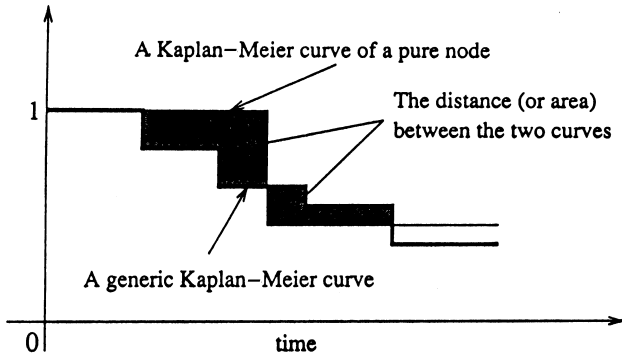 A Kaplan−Meier curve of a pure node
1
The distance (or area)
between the two curves
A generic Kaplan−Meier curve
0
time